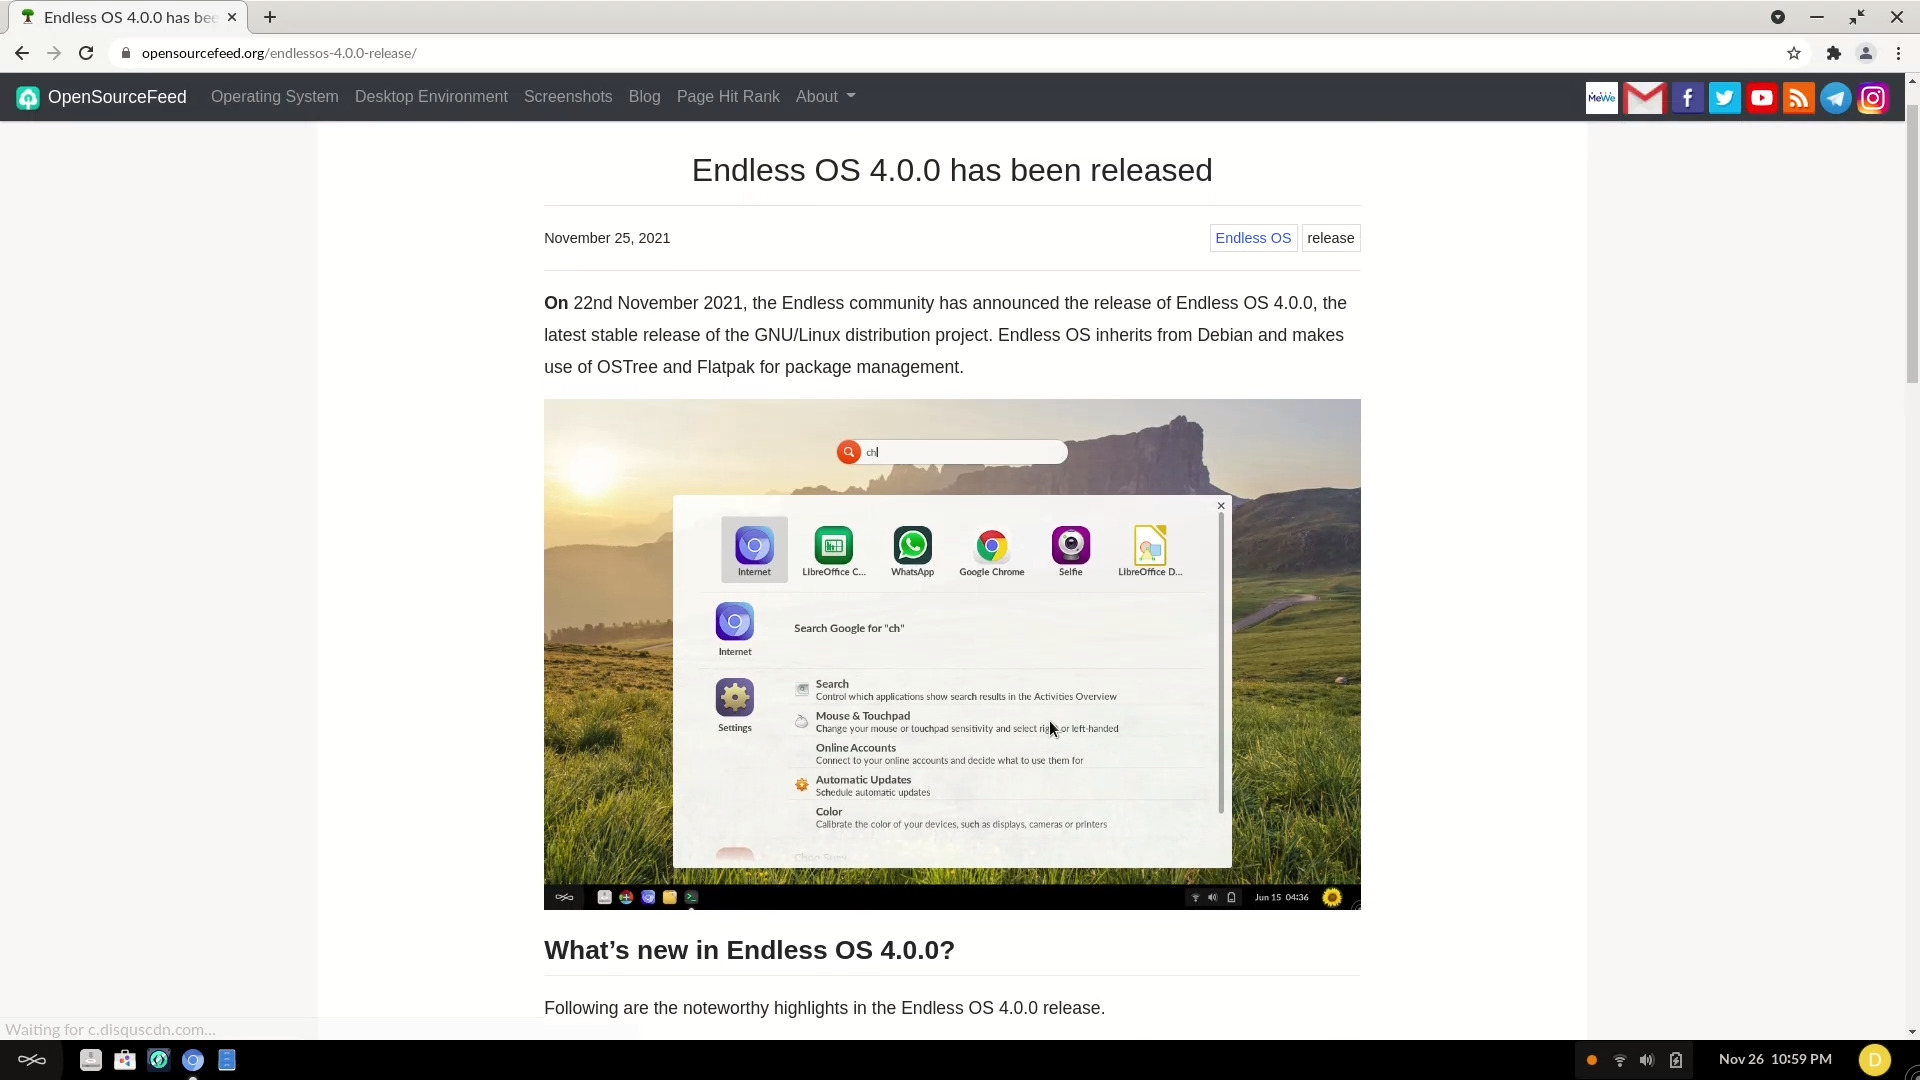 Endless OS 4.0.0 has bee
opensourcefeed.org/endlessos-4.0.0-release/
OpenSourceFeed Operating System Desktop Environment Screenshots Blog Page Hit Rank About MeWe
Endless OS 4.0.0 has been released
November 25, 2021 Endless OS release
On 22nd November 2021, the Endless community has announced the release of Endless OS 4.0.0, the
latest stable release of the GNU/Linux distribution project. Endless OS inherits from Debian and makes
use of OSTree and Flatpak for package management.
ch
Internet LibreOffice C... WhatsApp Google Chrome Selfie LibreOffice D...
Search Google for "ch"
Internet
Search
Control which applications show search results in the Activities Overview
Mouse & Touchpad
Settings
Change your mouse or touchpad sensitivity and select right or left-handed
Online Accounts
Connect to your online accounts and decide what to use them for
Automatic Updates
Schedule automatic updates
Color
Calibrate the color of your devices, such as displays, cameras or printers
Jun 15 04:36
What's new in Endless OS 4.0.0?
Following are the noteworthy highlights in the Endless OS 4.0.0 release.
Waiting for c.disquscdn.com...
Nov 26 10:59 PM D